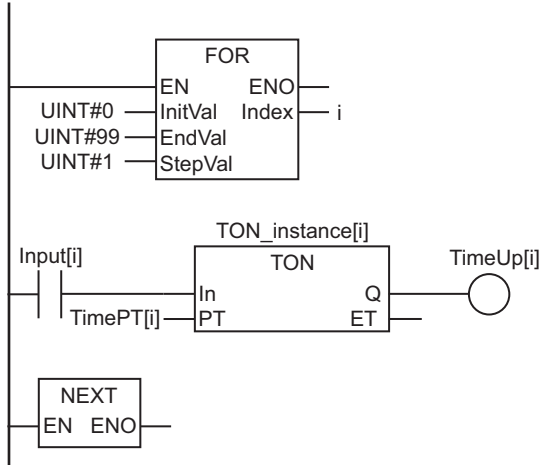 FOR
EN ENO
UINT#0 InitVal Index i
UINT#99 EndVal
UINT#1 StepVal
TON_instance[i]
Input[i] TON TimeUp[i]
In Q
TimePT[i] PT ET
NEXT
EN ENO